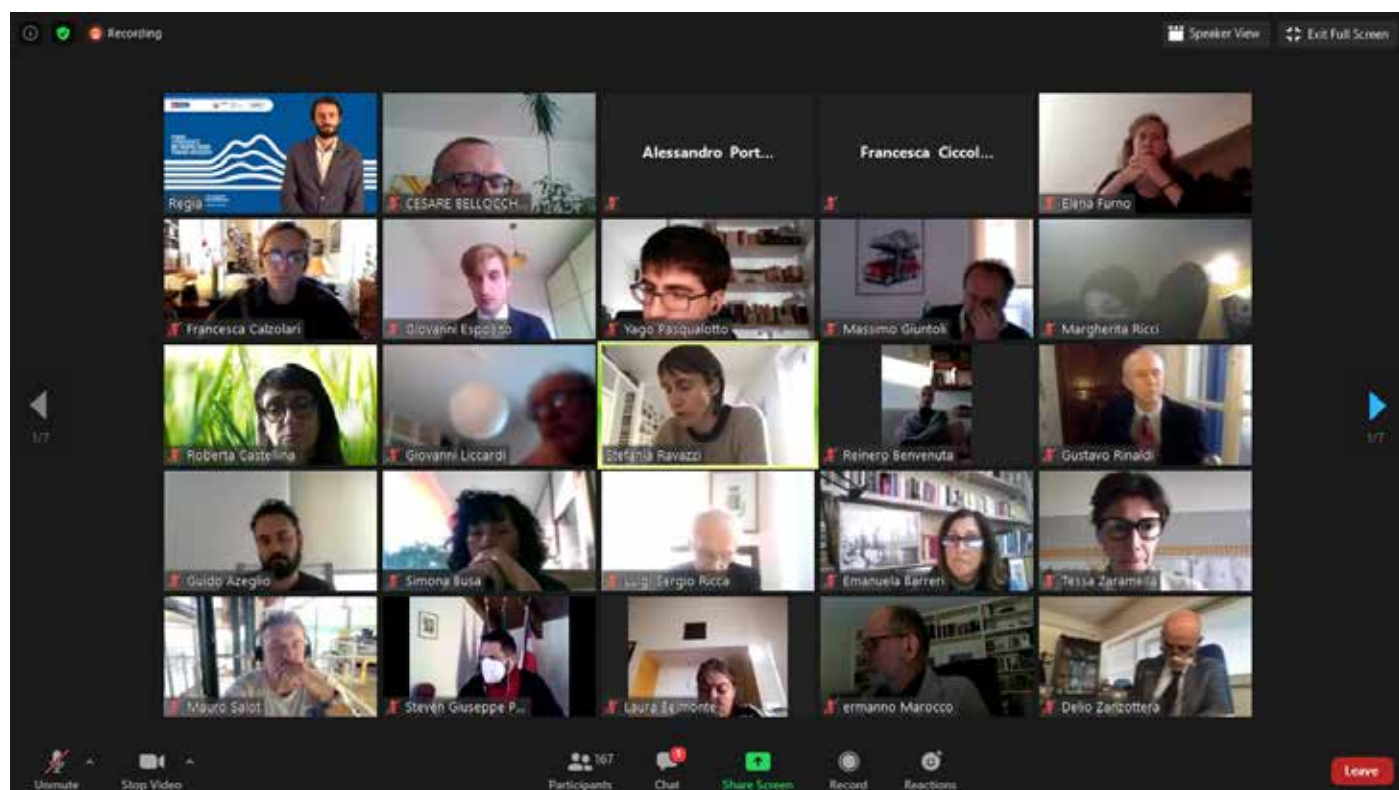 Recording
Speaker View
Exit Full Screen
Regia
CESARE BELLOCCH...
Alessandro Port...
Francesca Ciccol...
Elena Furno
Francesca Calzolari
Giovanni Esposito
Yago Pasqualotto
Massimo Giuntoli
Margherita Ricci
Roberta Castellina
Giovanni Liccardi
Stefania Ravazzi
Reinero Benvenuta
Gustavo Rinaldi
1/7
1/7
Guido Azeglio
Simona Busa
Luigi Sergio Ricca
Emanuela Barreri
Tessa Zaramella
Mauro Salot
Steven Giuseppe P...
Laura Belmonte
ermanno Marocco
Delio Zanzottera
Unmute
Stop Video
167
Participants
1
Chat
Share Screen
Record
Reactions
Leave